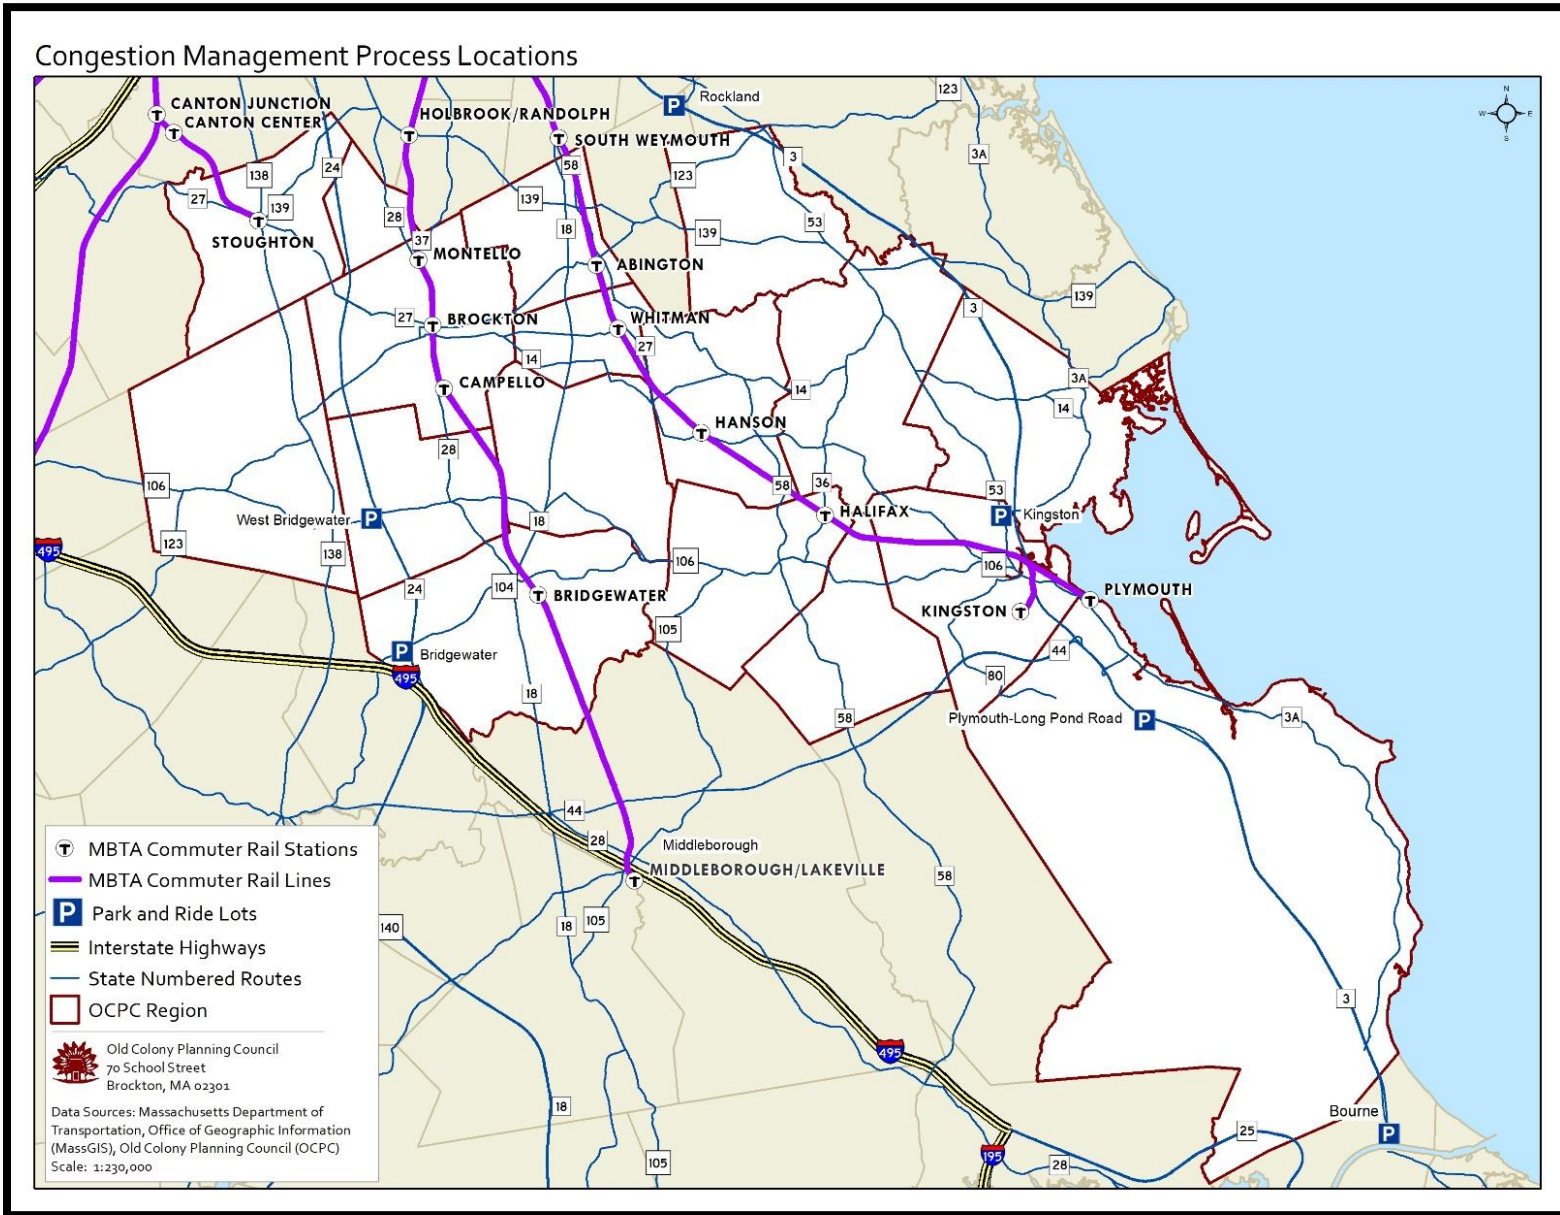 Congestion Management Process Locations
N
W
E
S
123
Rockland
CANTON JUNCTION
CANTON CENTER
HOLBROOK/RANDOLPH
SOUTH WEYMOUTH
3
3A
58
138
24
123
27
139
139
28
18
53
139
37
STOUGHTON
MONTELLO
ABINGTON
139
3
27
BROCKTON
WHITMAN
27
14
CAMPELLO
14
3A
14
HANSON
28
106
58
36
53
West Bridgewater
18
HALIFAX
Kingston
495
123
138
106
106
24
104
BRIDGEWATER
PLYMOUTH
KINGSTON
105
44
Bridgewater
495
80
18
58
Plymouth-Long Pond Road
3A
44
28
Middleborough
MIDDLEBOROUGH/LAKEVILLE
58
140
18
105
3
495
18
Bourne
25
195
28
105
MBTA Commuter Rail Stations
MBTA Commuter Rail Lines
P Park and Ride Lots
Interstate Highways
State Numbered Routes
OCPC Region
Old Colony Planning Council
70 School Street
Brockton, MA 02301
Data Sources: Massachusetts Department of
Transportation, Office of Geographic Information
(MassGIS), Old Colony Planning Council (OCPC)
Scale: 1:230,000